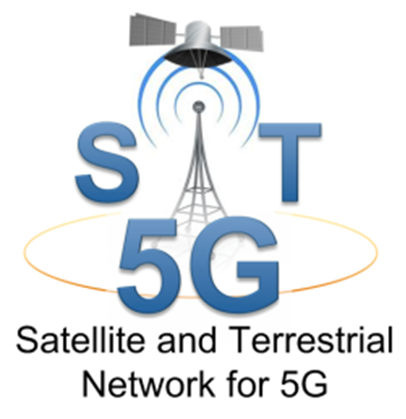 S T
5G
Satellite and Terrestrial
Network for 5G